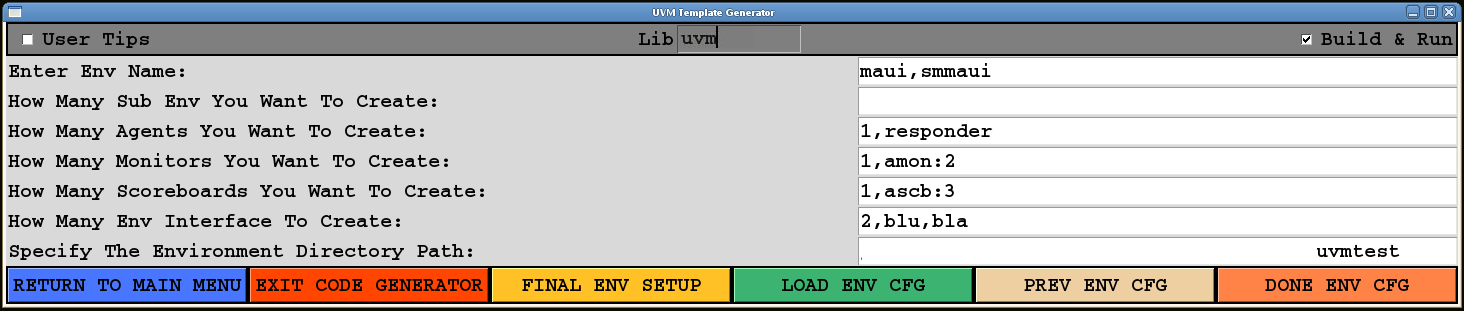 UVM Template Generator
User Tips Lib uvm Build & Run
Enter Env Name: maui,smmaui
How Many Sub Env You Want To Create:
How Many Agents You Want To Create: 1,responder
How Many Monitors You Want To Create: 1,amon:2
How Many Scoreboards You Want To Create: 1,ascb:3
How Many Env Interface To Create: 2,blu,bla
Specify The Environment Directory Path: uvmtest
RETURN TO MAIN MENU EXIT CODE GENERATOR FINAL ENV SETUP LOAD ENV CFG PREV ENV CFG DONE ENV CFG